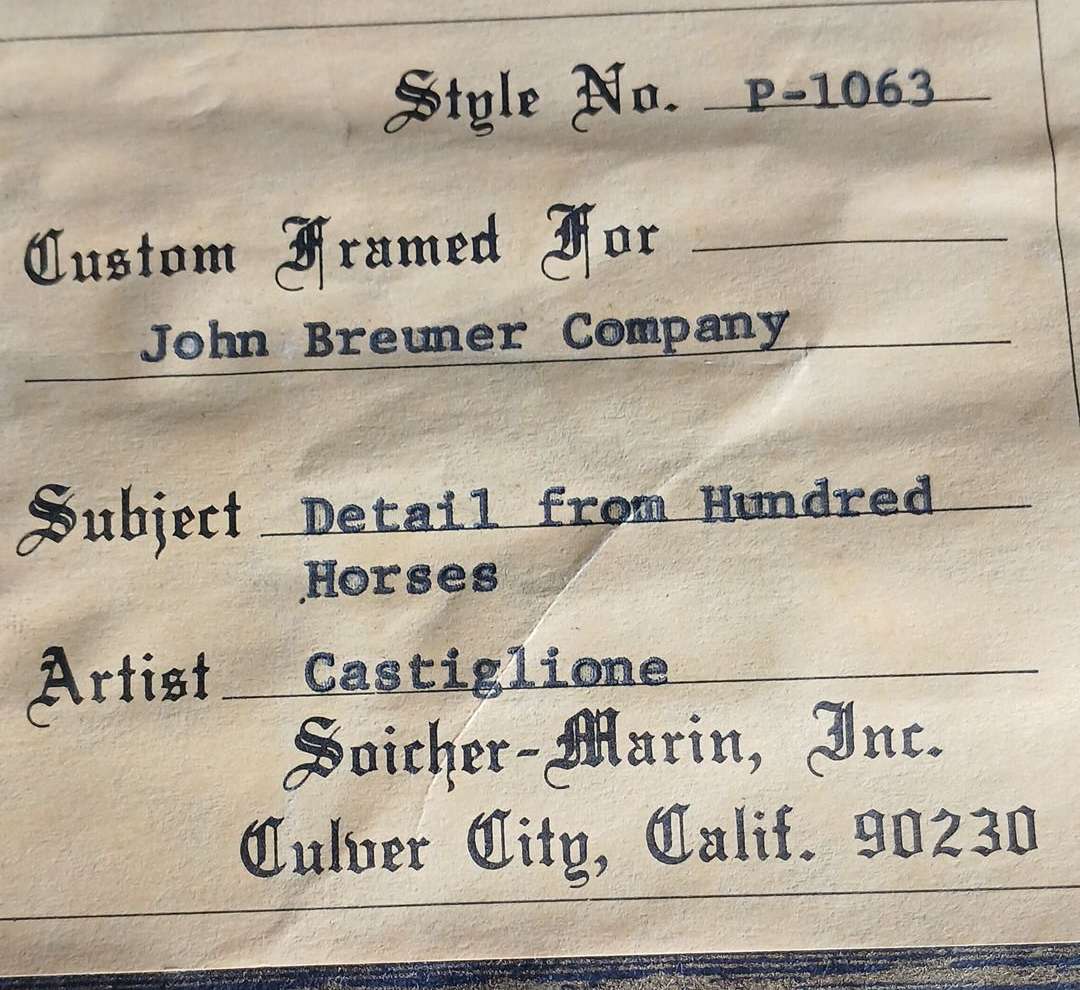 Style No. P-1063
Custom Framed For
John Breuner Company
Subject Detail from Hundred
Horses
Artist Castiglione
Soicher-Marin, Inc.
Culver City, Calif. 90230